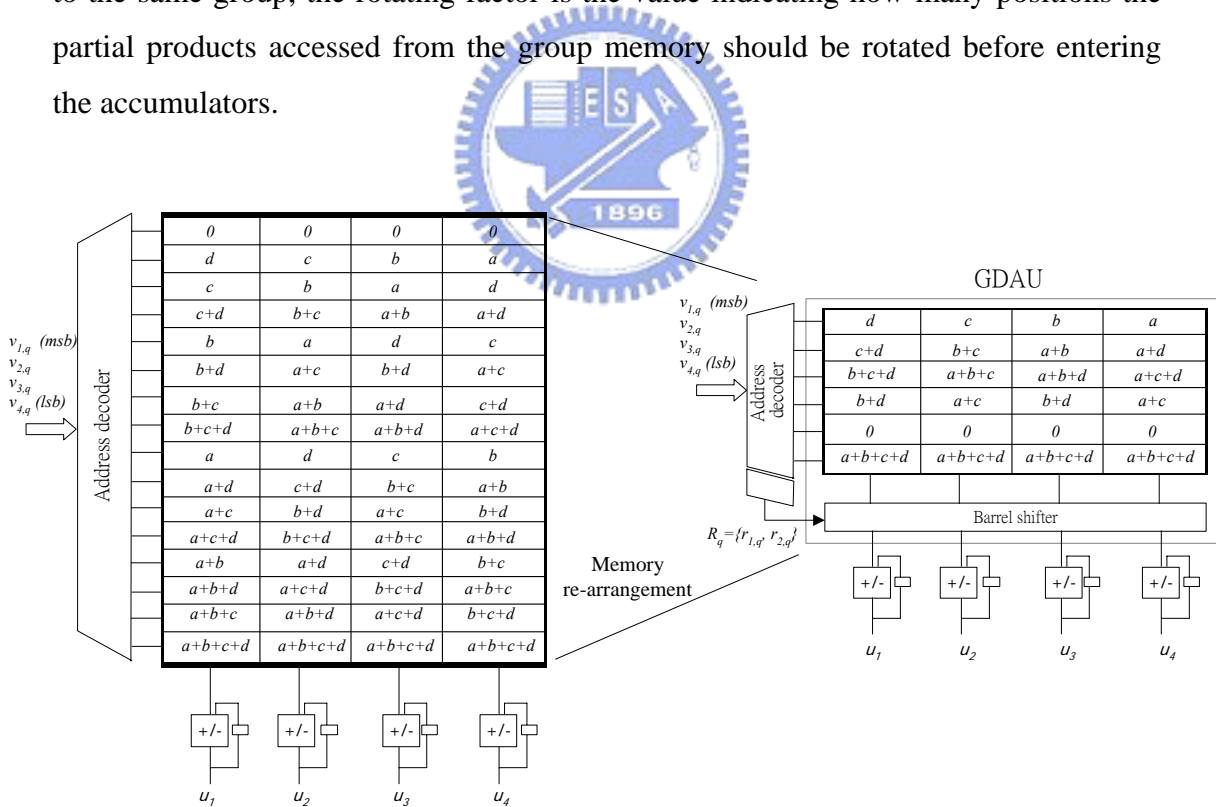 to the same group, the rotating factor is the value indicating how many positions the
partial products accessed from the group memory should be rotated before entering
the accumulators.
E S A
1896
v1,q (msb)
v2,q
v3,q
v4,q (lsb)
Address decoder
0 0 0 0
d c b a
c b a d
c+d b+c a+b a+d
b a d c
b+d a+c b+d a+c
b+c a+b a+d c+d
b+c+d a+b+c a+b+d a+c+d
a d c b
a+d c+d b+c a+b
a+c b+d a+c b+d
a+c+d b+c+d a+b+c a+b+d
a+b a+d c+d b+c
a+b+d a+c+d b+c+d a+b+c
a+b+c a+b+d a+c+d b+c+d
a+b+c+d a+b+c+d a+b+c+d a+b+c+d
+/- +/- +/- +/-
u1 u2 u3 u4
Memory
re-arrangement
GDAU
v1,q (msb)
v2,q
v3,q
v4,q (lsb)
Address
decoder
d c b a
c+d b+c a+b a+d
b+c+d a+b+c a+b+d a+c+d
b+d a+c b+d a+c
0 0 0 0
a+b+c+d a+b+c+d a+b+c+d a+b+c+d
Barrel shifter
Rq={r1,q, r2,q}
+/- +/- +/- +/-
u1 u2 u3 u4